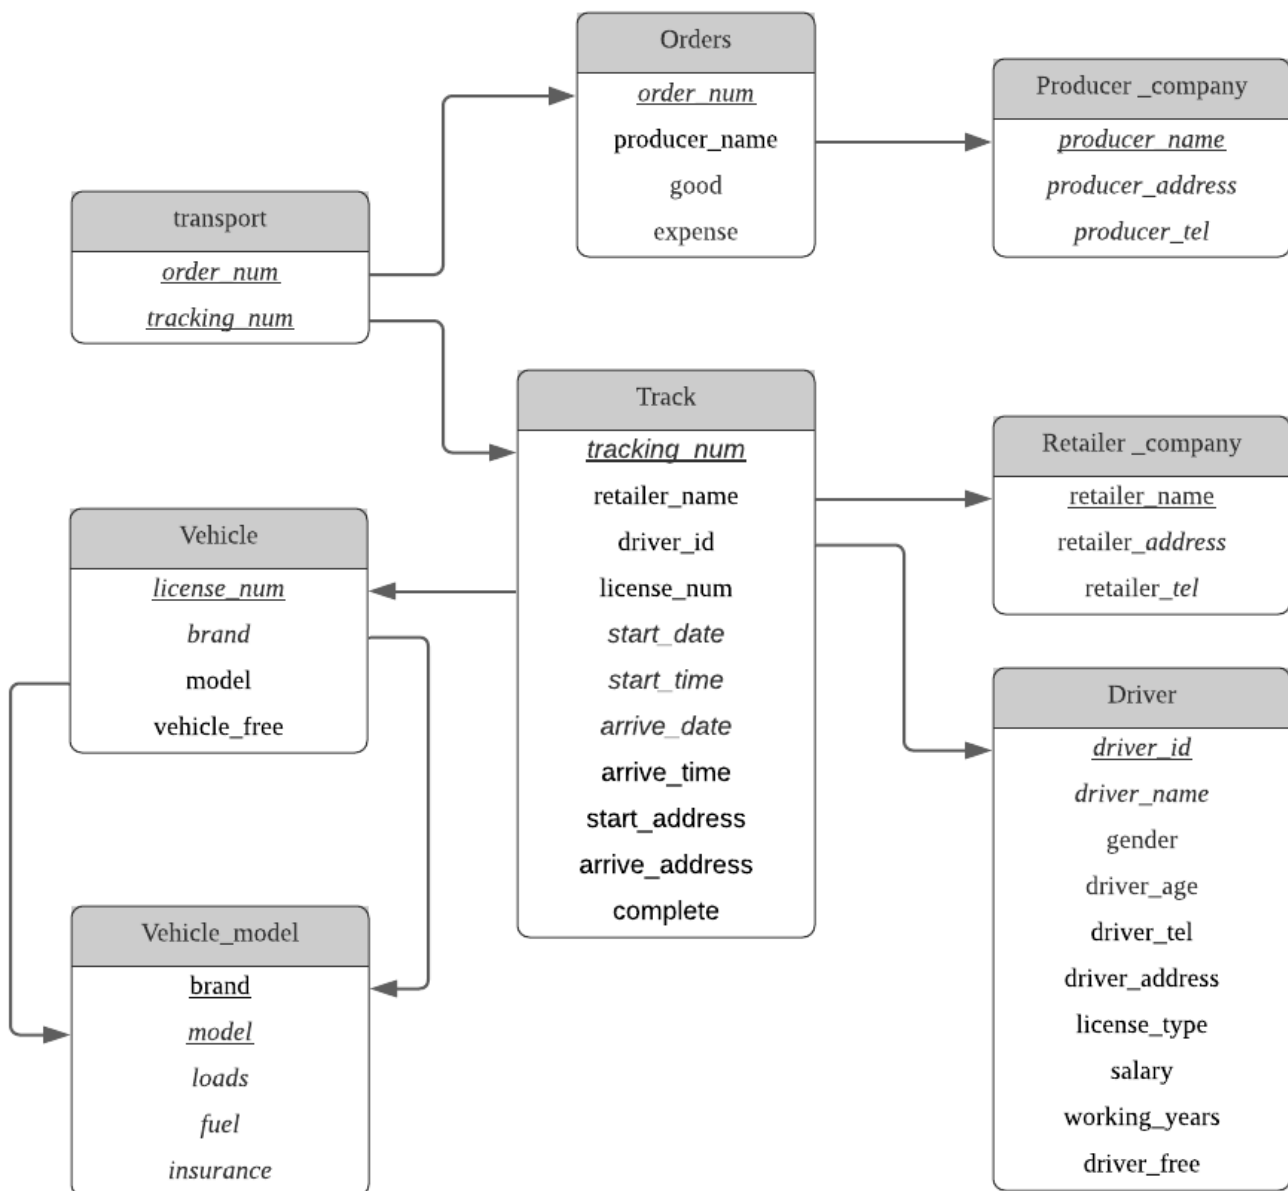 Orders
order_num
producer_name
good
expense
Producer _company
producer_name
producer_address
producer_tel
transport
order_num
tracking_num
Track
tracking_num
retailer_name
driver_id
license_num
start_date
start_time
arrive_date
arrive_time
start_address
arrive_address
complete
Retailer _company
retailer_name
retailer_address
retailer_tel
Vehicle
license_num
brand
model
vehicle_free
Driver
driver_id
driver_name
gender
driver_age
driver_tel
driver_address
license_type
salary
working_years
driver_free
Vehicle_model
brand
model
loads
fuel
insurance